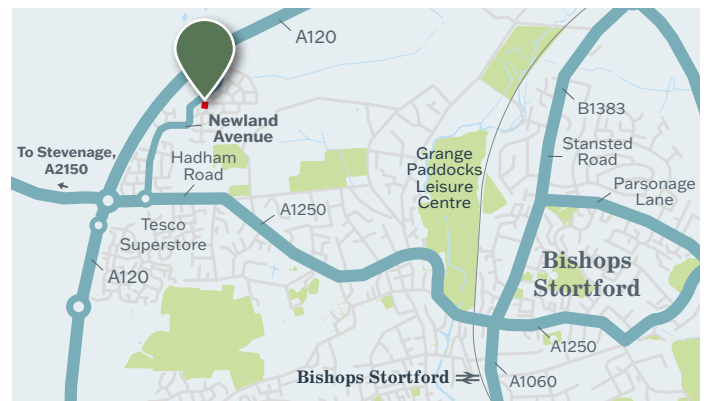 A120
Newland
Avenue
B1383
To Stevenage,
A2150
Hadham
Road
Grange
Paddocks
Leisure
Centre
Stansted
Road
Parsonage
Lane
A1250
Tesco
Superstore
A120
Bishops
Stortford
A1250
Bishops Stortford
A1060